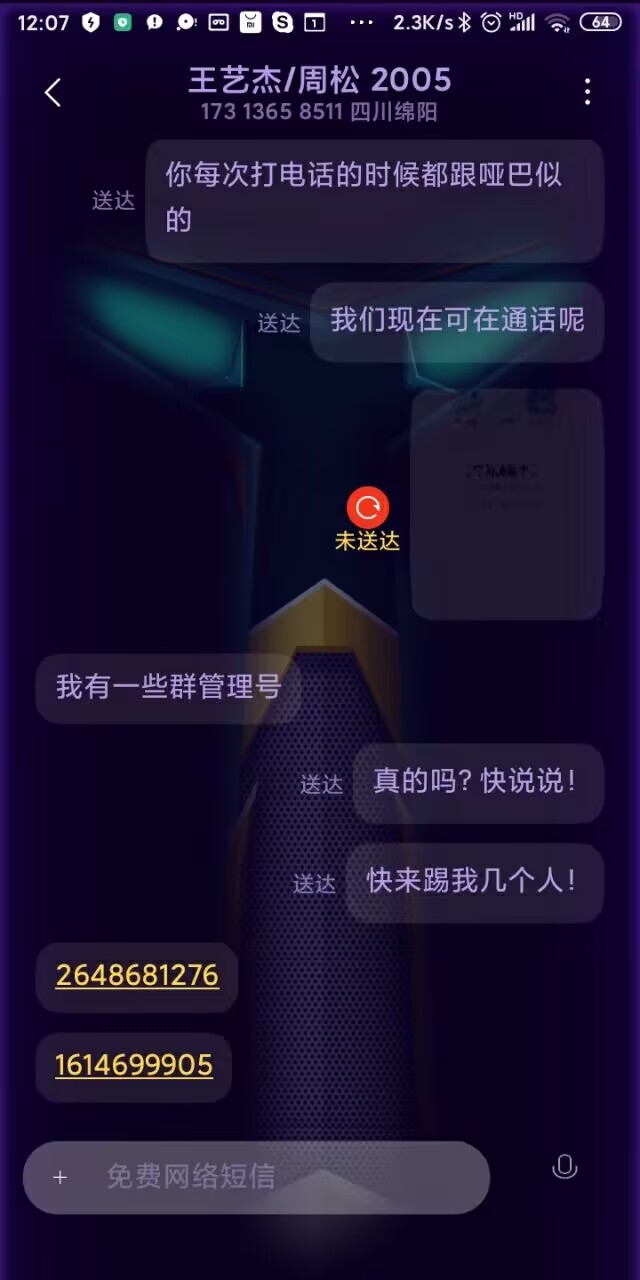 12:07
2.3K/s
HD
64
王艺杰/周松 2005
173 1365 8511 四川绵阳
你每次打电话的时候都跟哑巴似
的
送达
送达
我们现在可在通话呢
未送达
我有一些群管理号
送达
真的吗? 快说说!
送达
快来踢我几个人!
2648681276
1614699905
+
免费网络短信